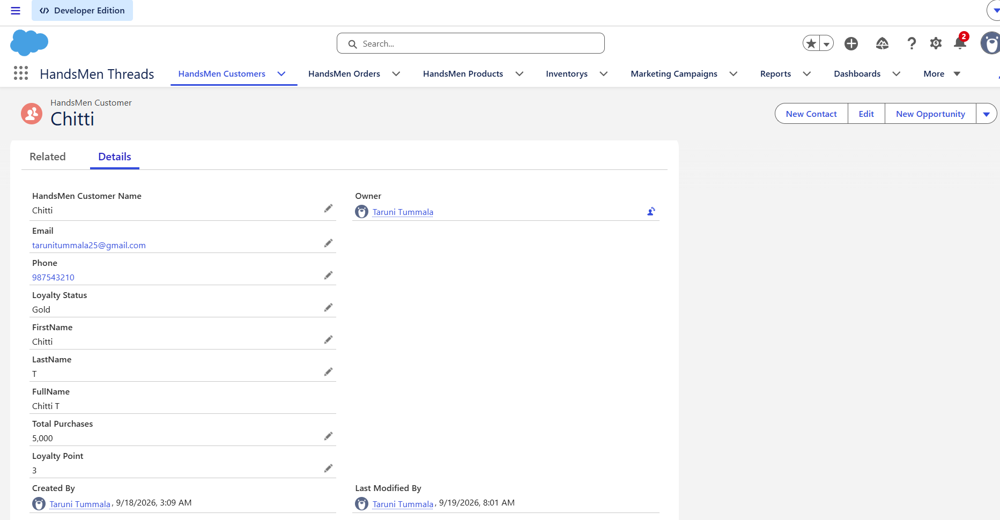 </> Developer Edition
Search...
2
HandsMen Threads
HandsMen Customers
HandsMen Orders
HandsMen Products
Inventorys
Marketing Campaigns
Reports
Dashboards
More
HandsMen Customer
Chitti
New Contact
Edit
New Opportunity
Related
Details
HandsMen Customer Name
Chitti
Owner
Taruni Tummala
Email
tarunitummala25@gmail.com
Phone
987543210
Loyalty Status
Gold
FirstName
Chitti
LastName
T
FullName
Chitti T
Total Purchases
5,000
Loyalty Point
3
Created By
Taruni Tummala, 9/18/2026, 3:09 AM
Last Modified By
Taruni Tummala, 9/19/2026, 8:01 AM